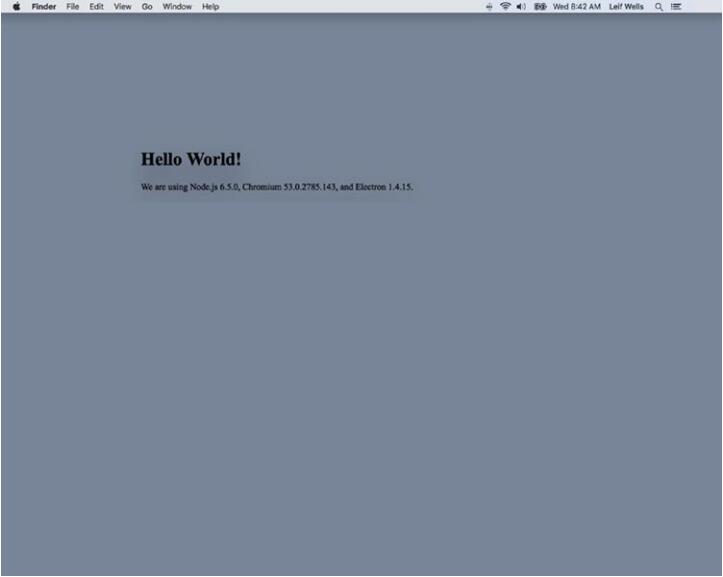 Finder File Edit View Go Window Help Wed 8:42 AM Leif Wells
Hello World!
We are using Node.js 6.5.0, Chromium 53.0.2785.143, and Electron 1.4.15.